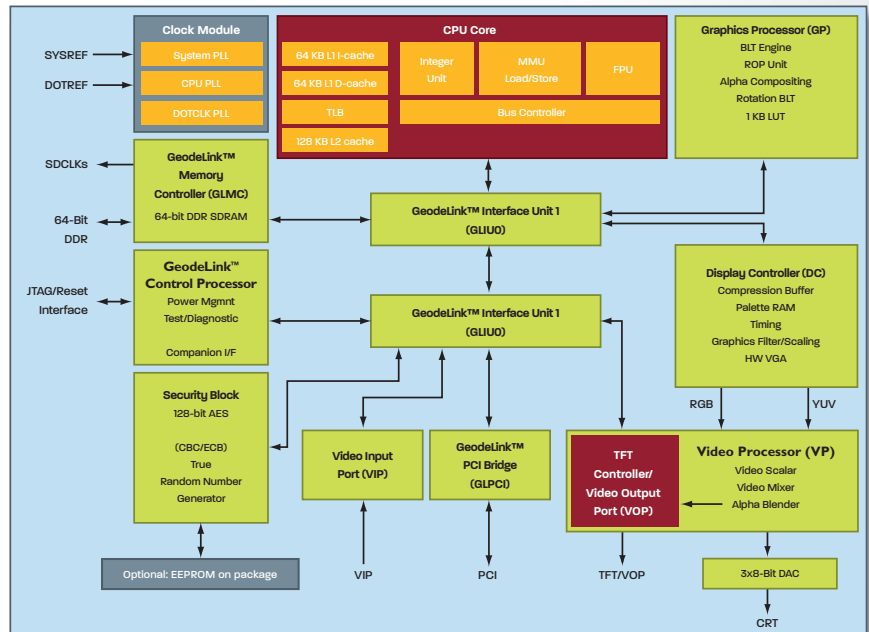 Clock Module
System PLL
CPU PLL
DOTCLK PLL
SYSREF
DOTREF
CPU Core
64 KB L1 I-cache
64 KB L1 D-cache
TLB
128 KB L2 cache
Integer
Unit
MMU
Load/Store
FPU
Bus Controller
Graphics Processor (GP)
BLT Engine
ROP Unit
Alpha Compositing
Rotation BLT
1 KB LUT
SDCLKs
64-Bit
DDR
GeodeLink™
Memory
Controller (GLMC)
64-bit DDR SDRAM
GeodeLink™ Interface Unit 1
(GLIU0)
JTAG/Reset
Interface
GeodeLink™
Control Processor
Power Mgmnt
Test/Diagnostic
Companion I/F
GeodeLink™ Interface Unit 1
(GLIU0)
Display Controller (DC)
Compression Buffer
Palette RAM
Timing
Graphics Filter/Scaling
HW VGA
RGB
YUV
Security Block
128-bit AES
(CBC/ECB)
True
Random Number
Generator
Video Input
Port (VIP)
GeodeLink™
PCI Bridge
(GLPCI)
TFT
Controller/
Video Output
Port (VOP)
Video Processor (VP)
Video Scalar
Video Mixer
Alpha Blender
Optional: EEPROM on package
VIP
PCI
TFT/VOP
3x8-Bit DAC
CRT